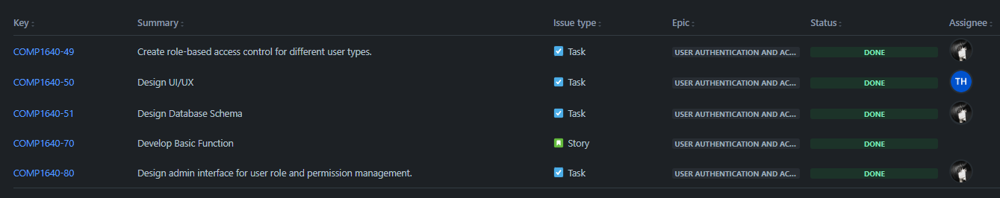 Key Summary Issue type Epic Status Assignee
COMP1640-49 Create role-based access control for different user types. Task USER AUTHENTICATION AND AC... DONE
COMP1640-50 Design UI/UX Task USER AUTHENTICATION AND AC... DONE TH
COMP1640-51 Design Database Schema Task USER AUTHENTICATION AND AC... DONE
COMP1640-70 Develop Basic Function Story USER AUTHENTICATION AND AC... DONE
COMP1640-80 Design admin interface for user role and permission management. Task USER AUTHENTICATION AND AC... DONE